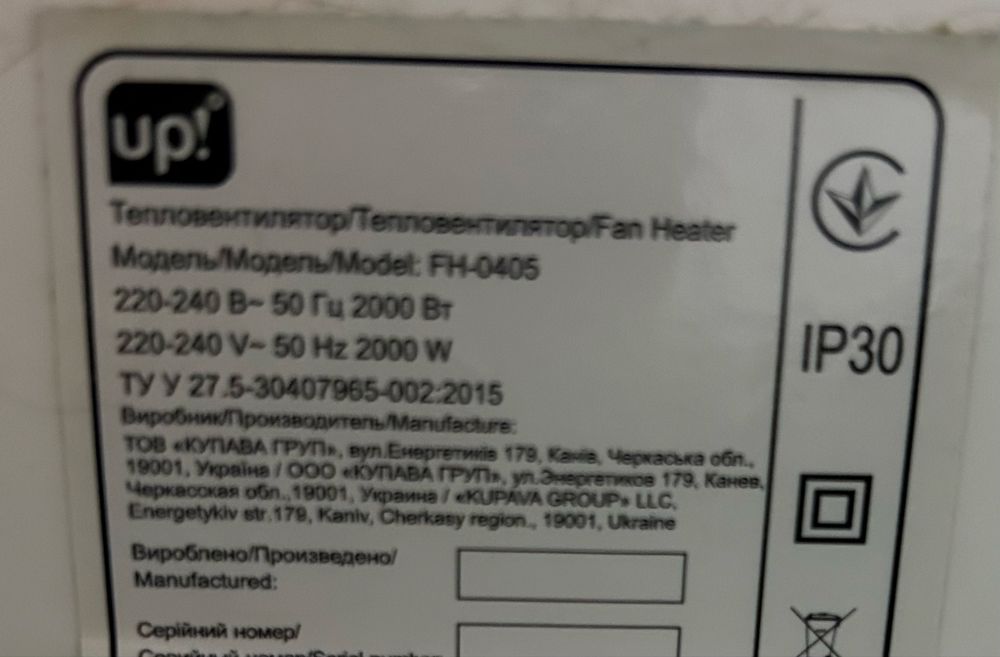 up!
Тепловентилятор/Тепловентилятор/Fan Heater
Модель/Модель/Model: FH-0405
220-240 В~ 50 Гц 2000 Вт
220-240 V~ 50 Hz 2000 W
ТУ У 27.5-30407965-002:2015
Виробник/Производитель/Manufacture:
ТОВ «КУПАВА ГРУП», вул.Енергетиків 179, Канів, Черкаська обл.,
19001, Україна / ООО «КУПАВА ГРУП», ул.Энергетиков 179, Канев,
Черкасская обл.,19001, Украина / «KUPAVA GROUP» LLC,
Energetykiv str.179, Kaniv, Cherkasy region., 19001, Ukraine
Вироблено/Произведено/
Manufactured:
Серійний номер/
IP30